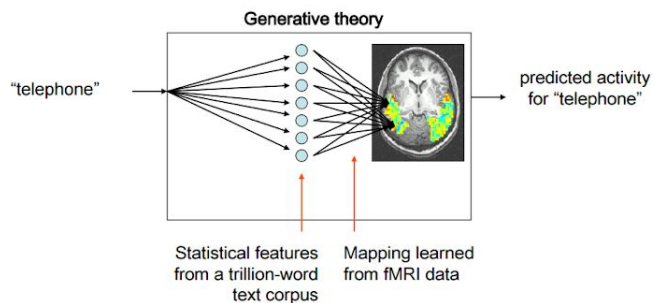 Generative theory
“telephone”
predicted activity
for “telephone”
Statistical features
from a trillion-word
text corpus
Mapping learned
from fMRI data